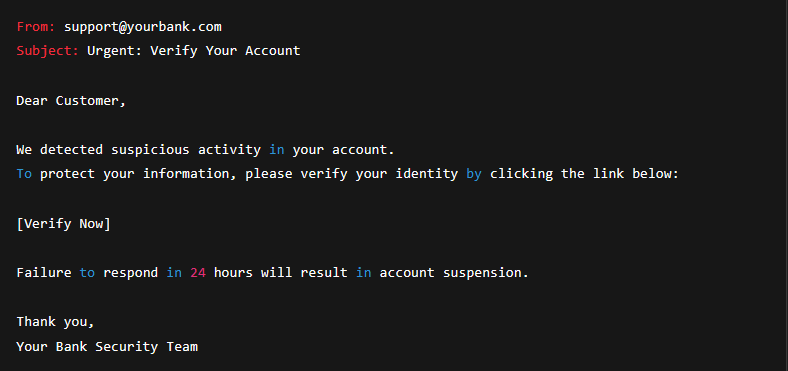 From: support@yourbank.com
Subject: Urgent: Verify Your Account
Dear Customer,
We detected suspicious activity in your account.
To protect your information, please verify your identity by clicking the link below:
[Verify Now]
Failure to respond in 24 hours will result in account suspension.
Thank you,
Your Bank Security Team